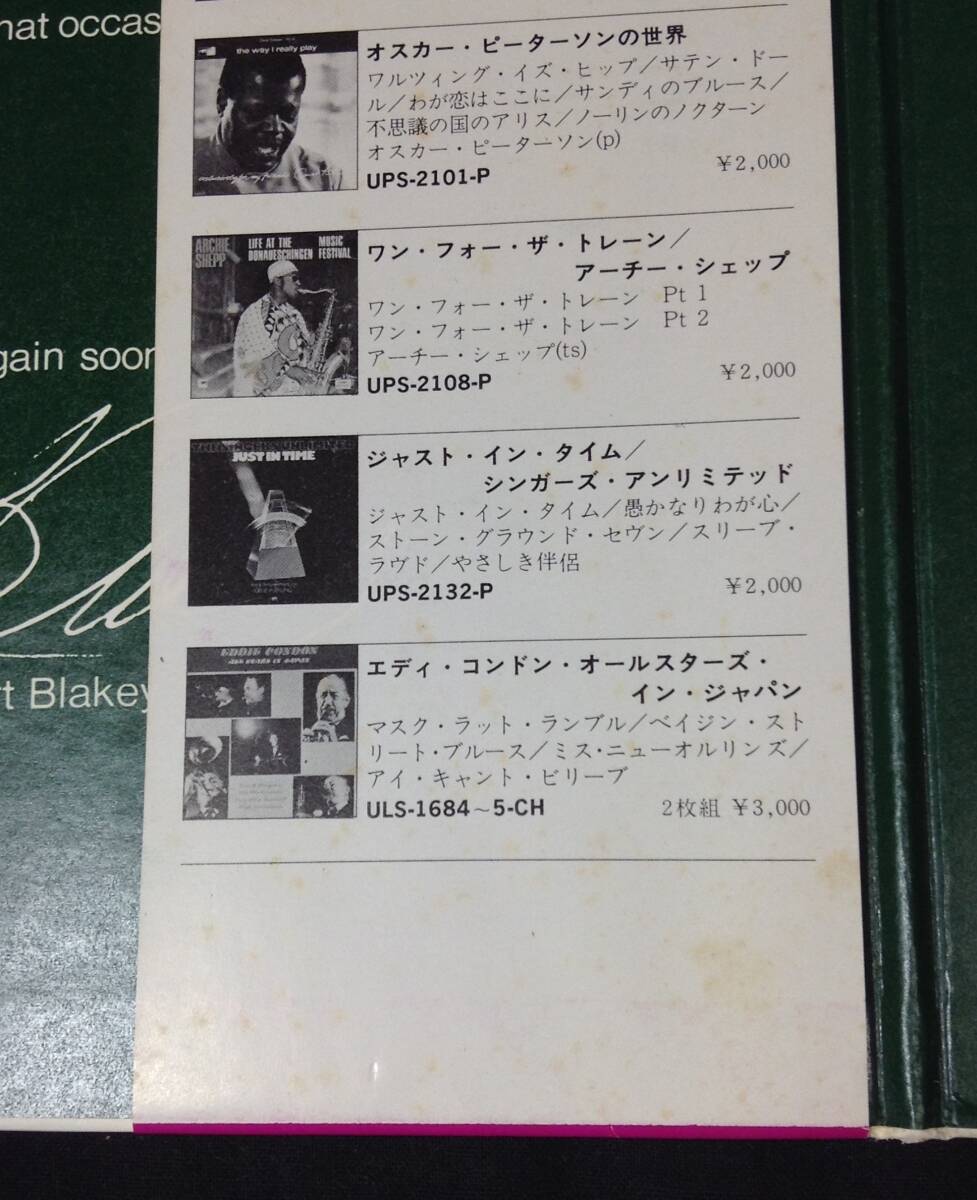 hat occas
gain soon
rt Blakey
the way I really play
オスカー・ピーターソンの世界
ワルツィング・イズ・ヒップ／サテン・ドー
ル／わが恋はここに／サンディのブルース／
不思議の国のアリス／ノーリンのノクターン
オスカー・ピーターソン(p)
UPS-2101-P
￥2,000
ARCHIE SHEPP
LIFE AT THE DONAUESCHINGEN MUSIC FESTIVAL
ワン・フォー・ザ・トレーン／
アーチー・シェップ
ワン・フォー・ザ・トレーン Pt 1
ワン・フォー・ザ・トレーン Pt 2
アーチー・シェップ(ts)
UPS-2108-P
￥2,000
THE SINGERS UNLIMITED
JUST IN TIME
ジャスト・イン・タイム／
シンガーズ・アンリミテッド
ジャスト・イン・タイム／愚かなりわが心／
ストーン・グラウンド・セヴン／スリーブ・
ラヴド／やさしき伴侶
UPS-2132-P
￥2,000
EDDIE CONDON
ALL STARS IN JAPAN
エディ・コンドン・オールスターズ・
イン・ジャパン
マスク・ラット・ランブル／ベイジン・スト
リート・ブルース／ミス・ニューオルリンズ／
アイ・キャント・ビリーブ
ULS-1684～5-CH
2枚組 ￥3,000